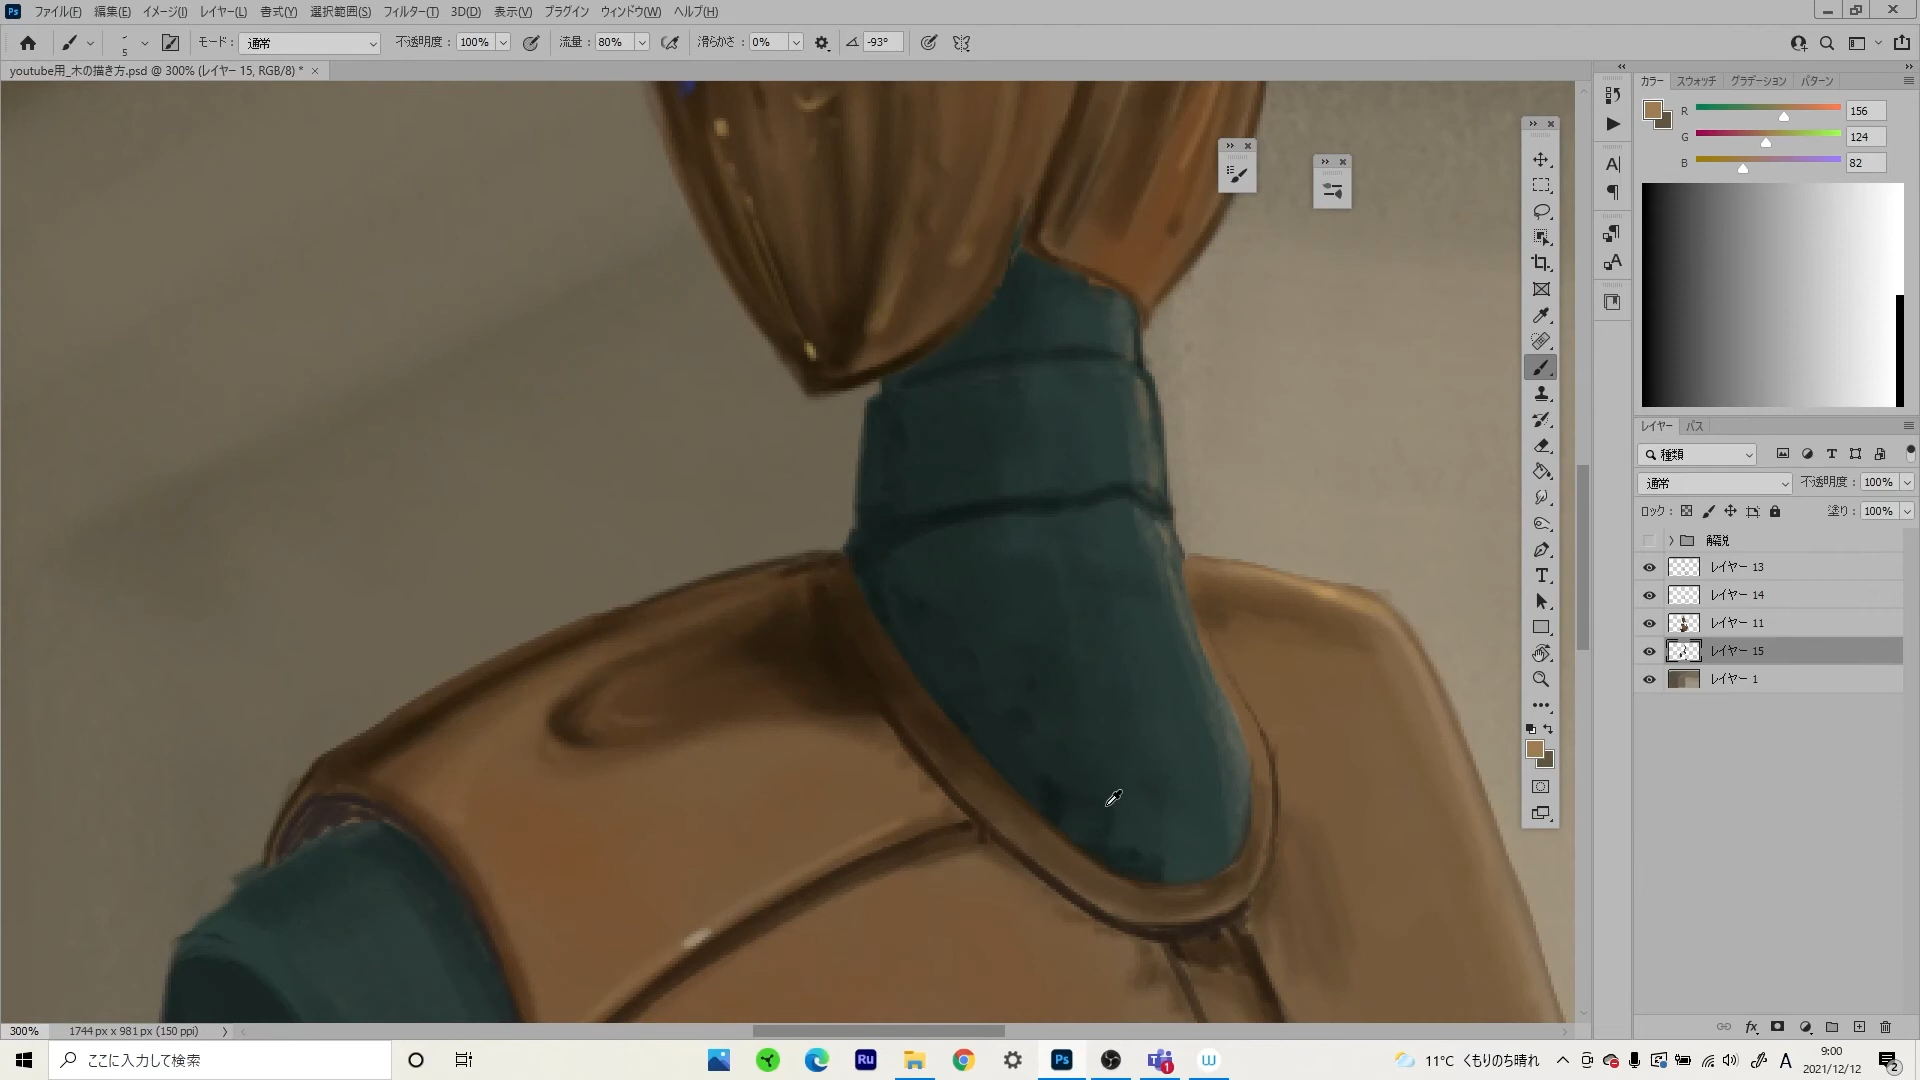 Ps ファイル(F) 編集(E) イメージ(I) レイヤー(L) 書式(Y) 選択範囲(S) フィルター(T) 3D(D) 表示(V) プラグイン ウィンドウ(W) ヘルプ(H)
5 モード: 通常 不透明度: 100% 流量: 80% 滑らかさ: 0% -93°
youtube用_木の描き方.psd @ 300% (レイヤー 15, RGB/8) * ×
カラー スウォッチ グラデーション パターン
R 156
G 124
B 82
レイヤー パス
種類
通常 不透明度: 100%
ロック: 塗り: 100%
解説
レイヤー 13
レイヤー 14
レイヤー 11
レイヤー 15
レイヤー 1
300% 1744 px x 981 px (150 ppi)
ここに入力して検索
Ru Ps 1 W
11°C くもりのち晴れ A 9:00
2021/12/12 2